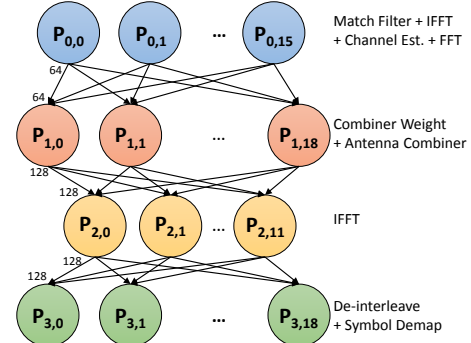 P0,0 P0,1 ... P0,15
Match Filter + IFFT
+ Channel Est. + FFT
64
64
P1,0 P1,1 ... P1,18
Combiner Weight
+ Antenna Combiner
128
128
P2,0 P2,1 ... P2,11
IFFT
128
128
P3,0 P3,1 ... P3,18
De-interleave
+ Symbol Demap